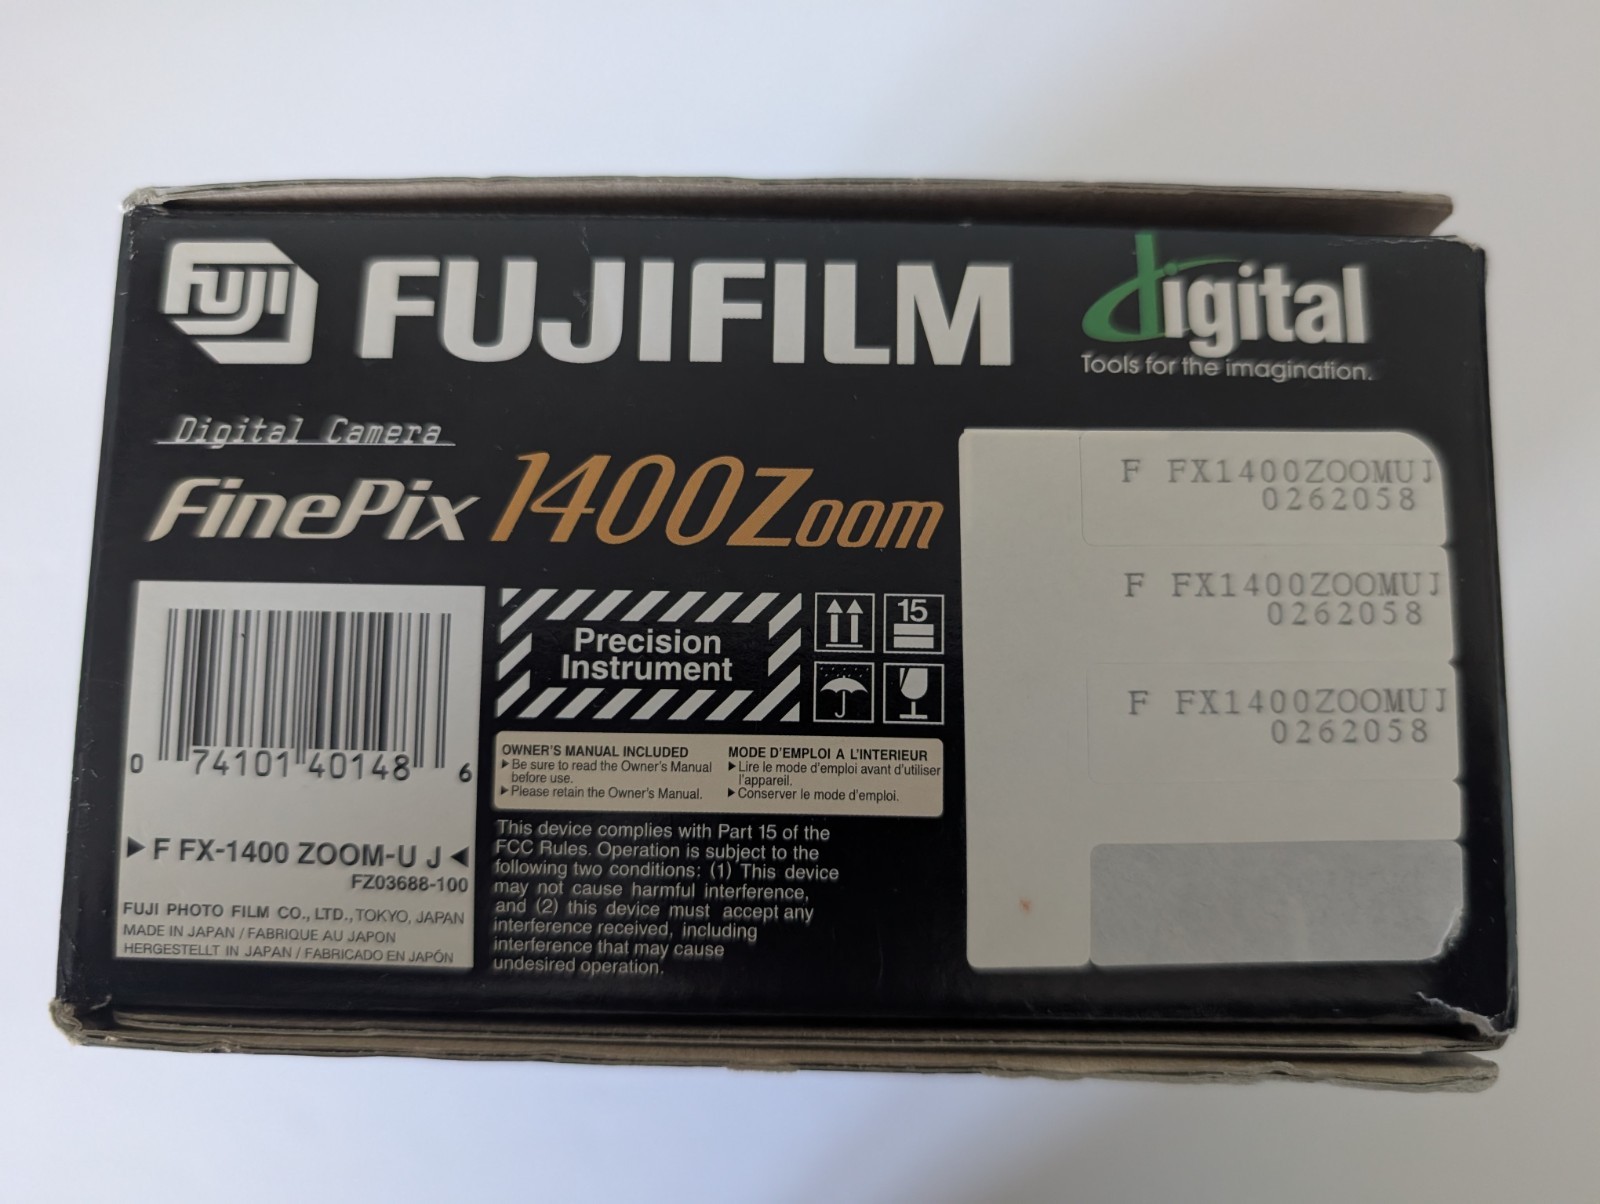 FUJI
FUJIFILM
digital
Tools for the imagination.
Digital Camera
FinePix 1400Zoom
F FX1400ZOOMUJ
0262058
F FX1400ZOOMUJ
0262058
F FX1400ZOOMUJ
0262058
0 74101 40148 6
F FX-1400 ZOOM-U J
FZ03688-100
FUJI PHOTO FILM CO., LTD., TOKYO, JAPAN
MADE IN JAPAN / FABRIQUE AU JAPON
HERGESTELLT IN JAPAN / FABRICADO EN JAPÓN
Precision
Instrument
15
OWNER'S MANUAL INCLUDED
Be sure to read the Owner's Manual
before use.
Please retain the Owner's Manual.
MODE D'EMPLOI A L'INTERIEUR
Lire le mode d'emploi avant d'utiliser
l'appareil.
Conserver le mode d'emploi.
This device complies with Part 15 of the
FCC Rules. Operation is subject to the
following two conditions: (1) This device
may not cause harmful interference,
and (2) this device must accept any
interference received, including
interference that may cause
undesired operation.